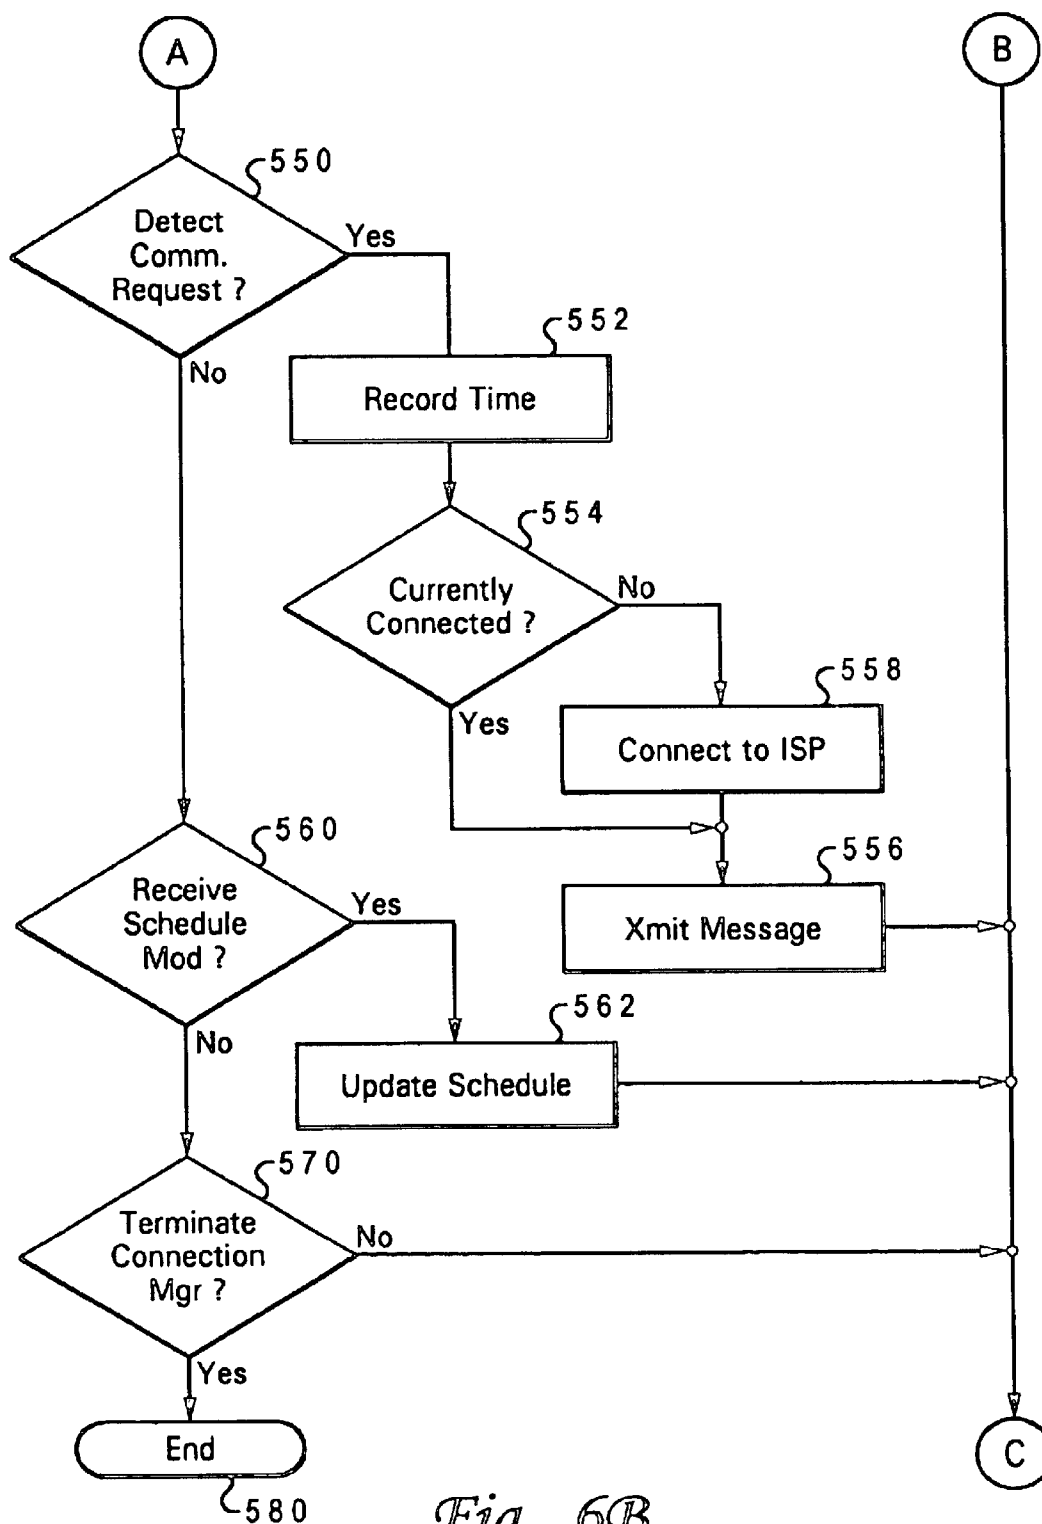 A
B
550
Detect
Comm.
Request ?
Yes
No
552
Record Time
554
Currently
Connected ?
No
Yes
558
Connect to ISP
560
Receive
Schedule
Mod ?
Yes
No
556
Xmit Message
562
Update Schedule
570
Terminate
Connection
Mgr ?
No
Yes
End
580
C
Fig. 6B